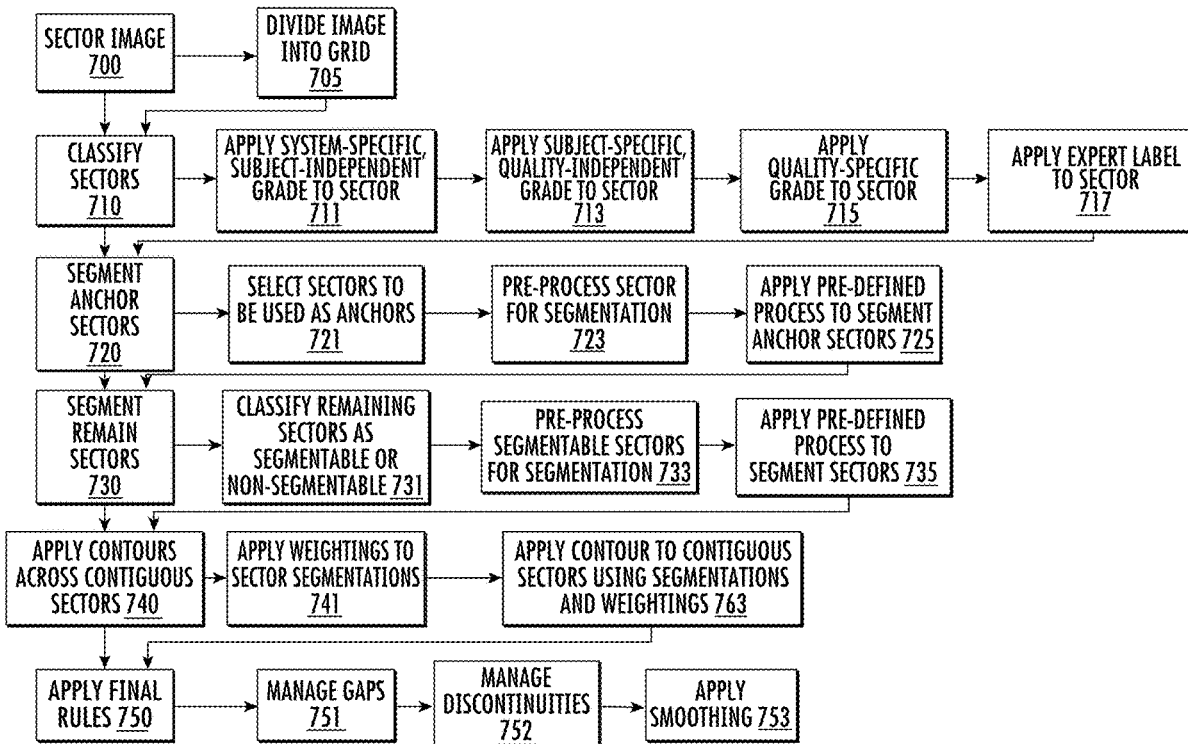 SECTOR IMAGE
700
DIVIDE IMAGE
INTO GRID
705
CLASSIFY
SECTORS
710
APPLY SYSTEM-SPECIFIC,
SUBJECT-INDEPENDENT
GRADE TO SECTOR
711
APPLY SUBJECT-SPECIFIC,
QUALITY-INDEPENDENT
GRADE TO SECTOR
713
APPLY
QUALITY-SPECIFIC
GRADE TO SECTOR
715
APPLY EXPERT LABEL
TO SECTOR
717
SEGMENT
ANCHOR
SECTORS
720
SELECT SECTORS TO
BE USED AS ANCHORS
721
PRE-PROCESS SECTOR
FOR SEGMENTATION
723
APPLY PRE-DEFINED
PROCESS TO SEGMENT
ANCHOR SECTORS 725
SEGMENT
REMAIN
SECTORS
730
CLASSIFY REMAINING
SECTORS AS
SEGMENTABLE OR
NON-SEGMENTABLE 731
PRE-PROCESS
SEGMENTABLE SECTORS
FOR SEGMENTATION 733
APPLY PRE-DEFINED
PROCESS TO
SEGMENT SECTORS 735
APPLY CONTOURS
ACROSS CONTIGUOUS
SECTORS 740
APPLY WEIGHTINGS TO
SECTOR SEGMENTATIONS
741
APPLY CONTOUR TO CONTIGUOUS
SECTORS USING SEGMENTATIONS
AND WEIGHTINGS 763
APPLY FINAL
RULES 750
MANAGE GAPS
751
MANAGE
DISCONTINUITIES
752
APPLY
SMOOTHING 753